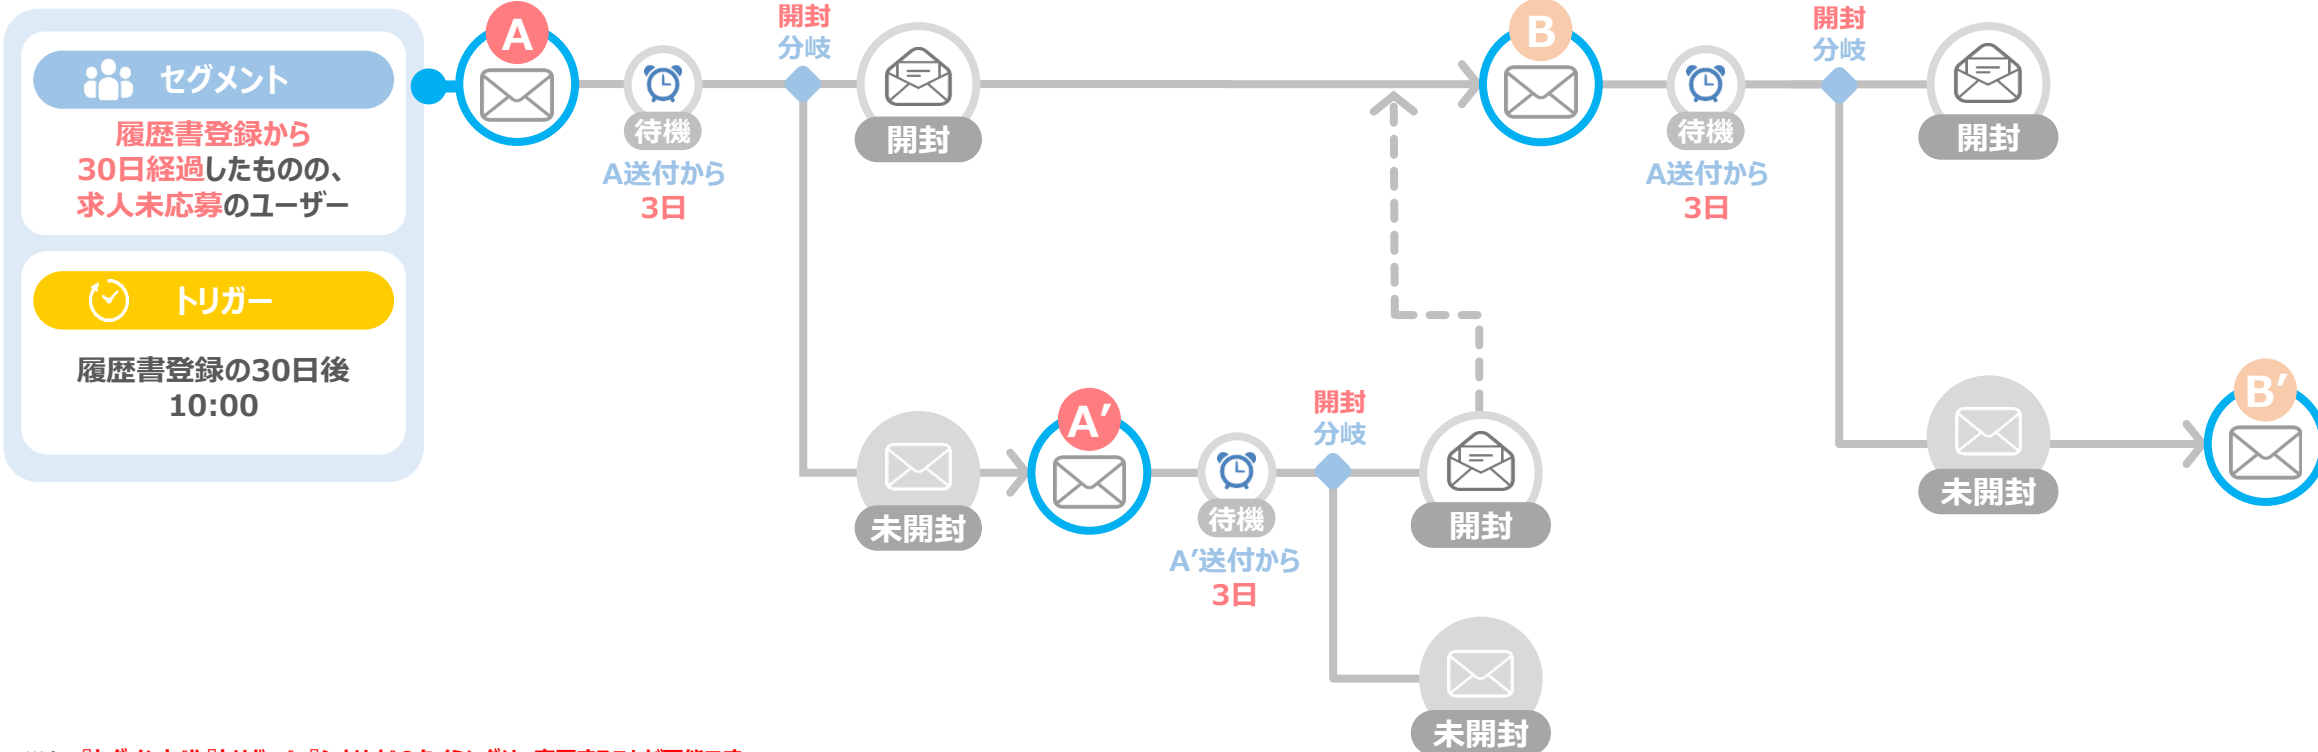 セグメント
履歴書登録から
30日経過したものの、
求人未応募のユーザー
トリガー
履歴書登録の30日後
10:00
A
待機
A送付から
3日
開封
分岐
開封
B
待機
A送付から
3日
開封
分岐
開封
未開封
A′
待機
A′送付から
3日
開封
分岐
開封
未開封
未開封
B′